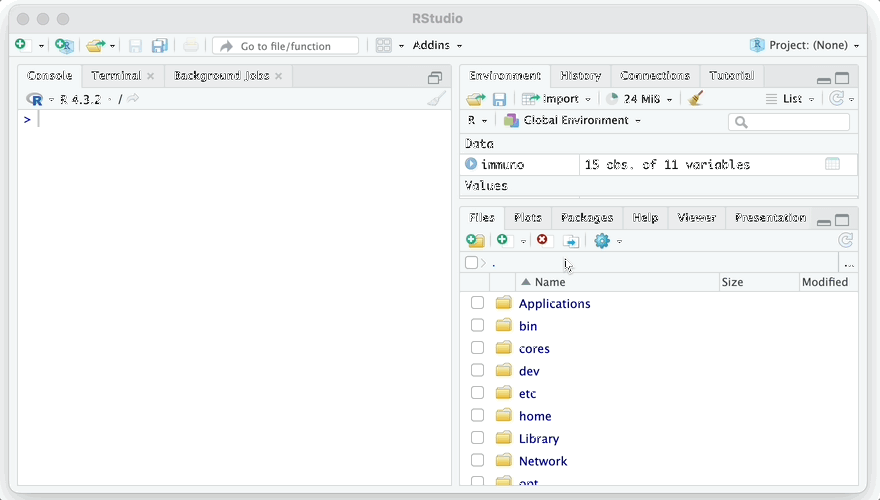 RStudio
Go to file/function
Addins
Project: (None)
Console Terminal Background Jobs
R 4.3.2 · /
>
Environment History Connections Tutorial
Import 24 MiB List
R Global Environment
Data
immuno 15 obs. of 11 variables
Values
Files Plots Packages Help Viewer Presentation
. ...
Name Size Modified
Applications
bin
cores
dev
etc
home
Library
Network
opt